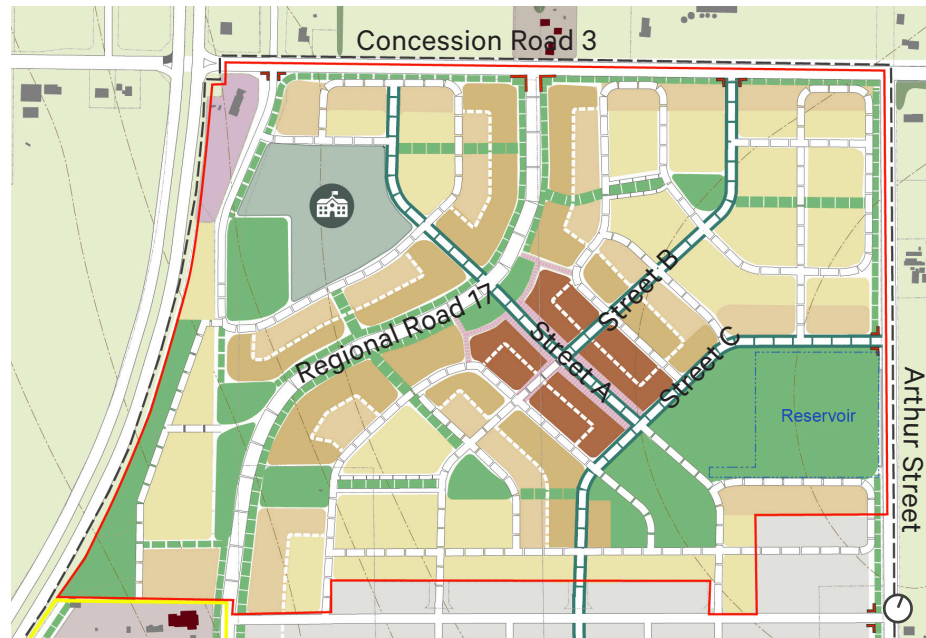 Concession Road 3
Street B
Regional Road 17
Street A
Street C
Reservoir
Arthur Street